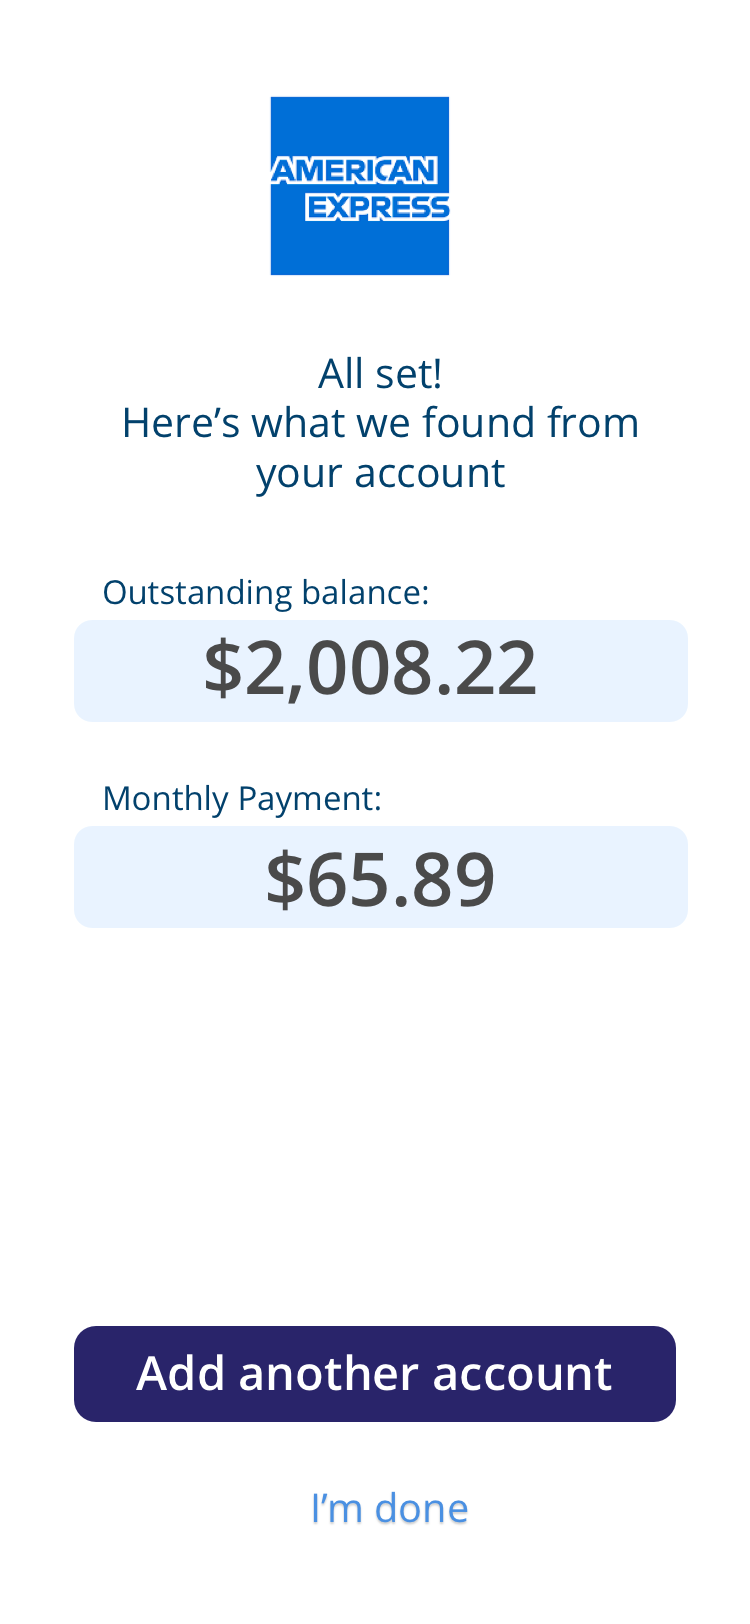 AMERICAN
EXPRESS
All set!
Here’s what we found from
your account
Outstanding balance:
$2,008.22
Monthly Payment:
$65.89
Add another account
I’m done